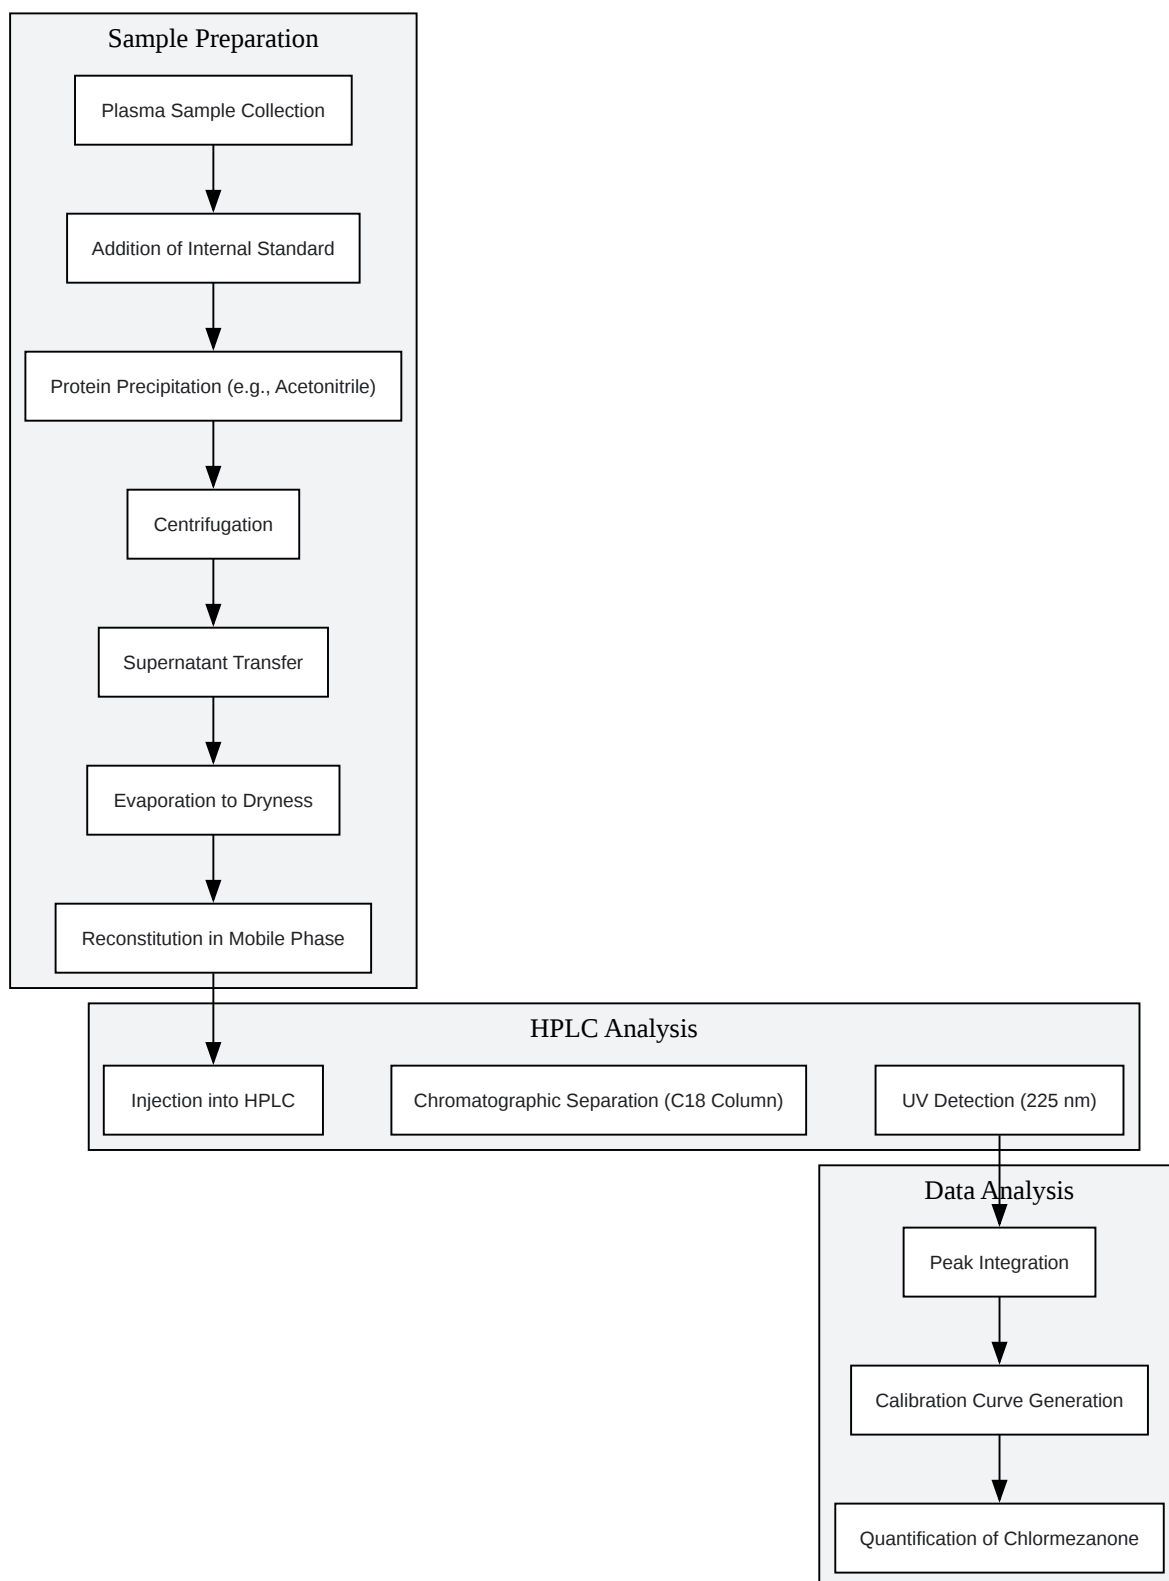 Sample Preparation
Plasma Sample Collection
Addition of Internal Standard
Protein Precipitation (e.g., Acetonitrile)
Centrifugation
Supernatant Transfer
Evaporation to Dryness
Reconstitution in Mobile Phase
HPLC Analysis
Injection into HPLC
Chromatographic Separation (C18 Column)
UV Detection (225 nm)
Data Analysis
Peak Integration
Calibration Curve Generation
Quantification of Chlormezanone